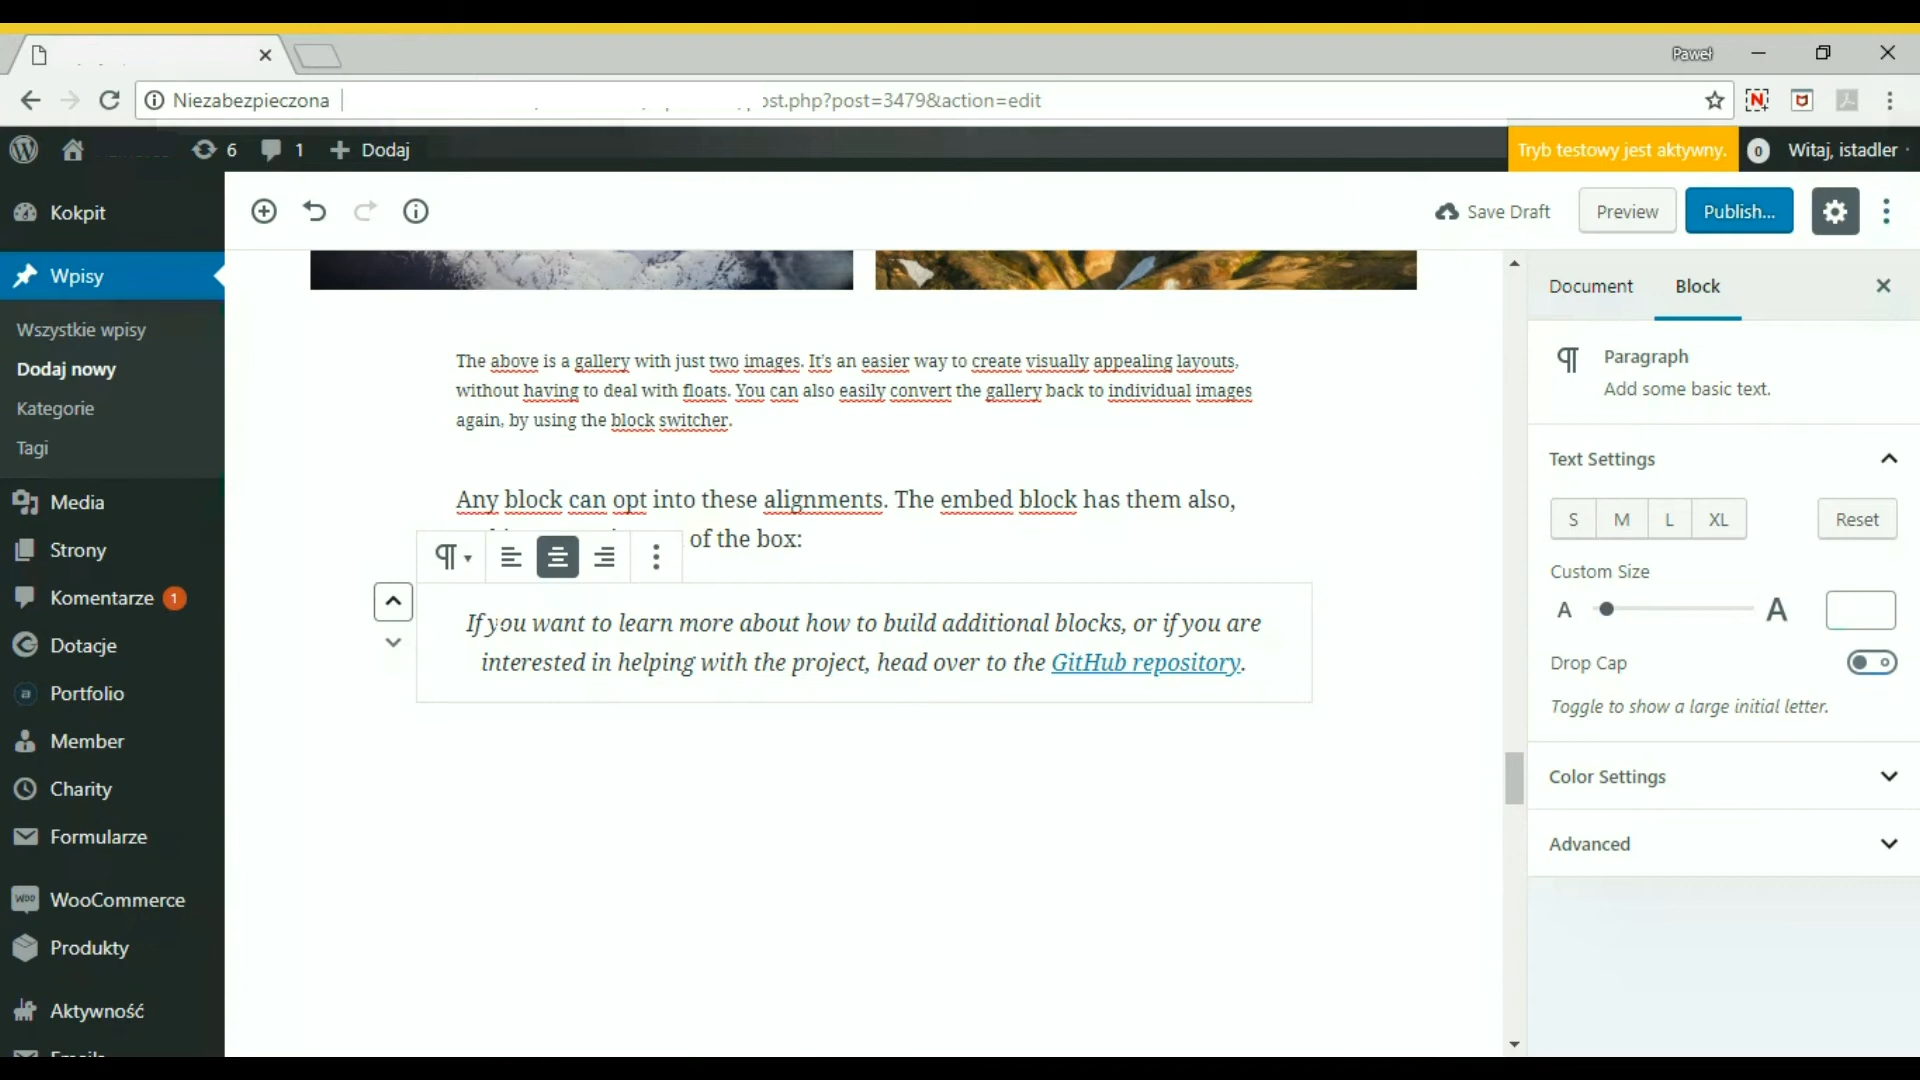 Paweł
Niezabezpieczona
ost.php?post=3479&action=edit
6
1
Dodaj
Tryb testowy jest aktywny.
0
Witaj, istadler
Kokpit
Wpisy
Wszystkie wpisy
Dodaj nowy
Kategorie
Tagi
Media
Strony
Komentarze 1
Dotacje
Portfolio
Member
Charity
Formularze
WooCommerce
Produkty
Aktywność
Save Draft
Preview
Publish...
The above is a gallery with just two images. It's an easier way to create visually appealing layouts,
without having to deal with floats. You can also easily convert the gallery back to individual images
again, by using the block switcher.
Any block can opt into these alignments. The embed block has them also,
of the box:
If you want to learn more about how to build additional blocks, or if you are
interested in helping with the project, head over to the GitHub repository.
Document
Block
Paragraph
Add some basic text.
Text Settings
S M L XL
Reset
Custom Size
A A
Drop Cap
Toggle to show a large initial letter.
Color Settings
Advanced